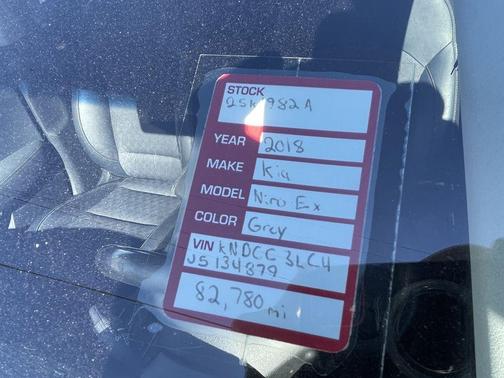 STOCK
25K1982A
YEAR 2018
MAKE Kia
MODEL Niro Ex
COLOR Grey
VIN KNDCC3LC4
J5134879
82,780 mi